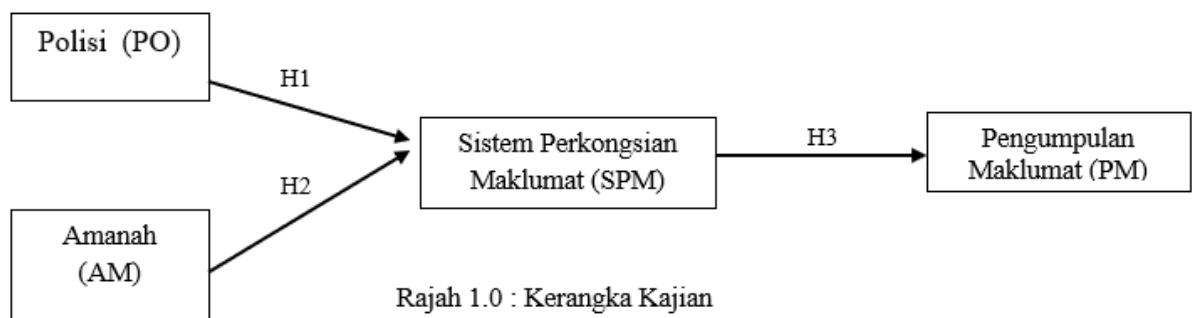 Polisi (PO)
H1
Sistem Perkongsian
Maklumat (SPM)
H3
Pengumpulan
Maklumat (PM)
H2
Amanah
(AM)
Rajah 1.0 : Kerangka Kajian